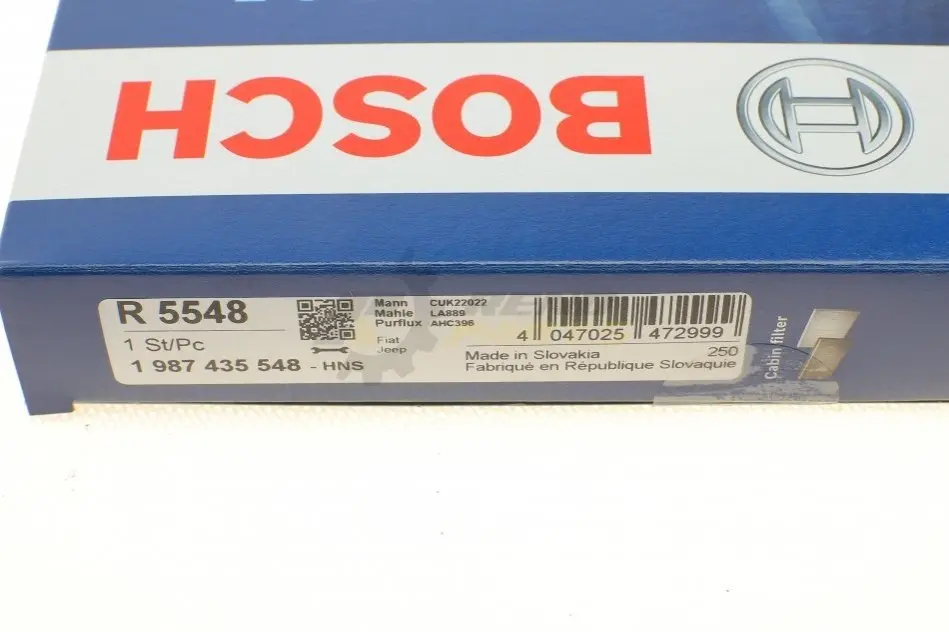 BOSCH
R 5548
1 St/Pc
1 987 435 548 - HNS
Mann CUK22022
Mahle LA889
Purflux AHC396
Fiat
Jeep
4 047025 472999
250
Made in Slovakia
Fabriqué en République Slovaquie
Cabin filter